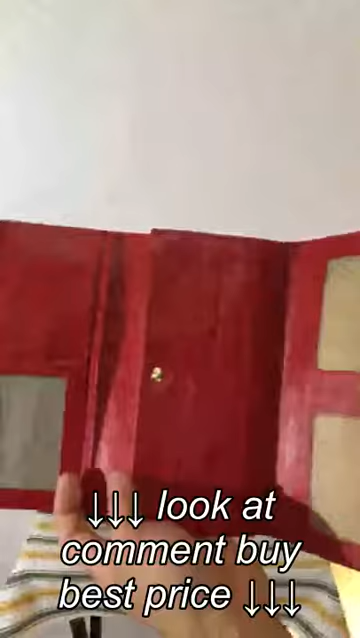 ↓↓↓ look at
comment buy
best price ↓↓↓